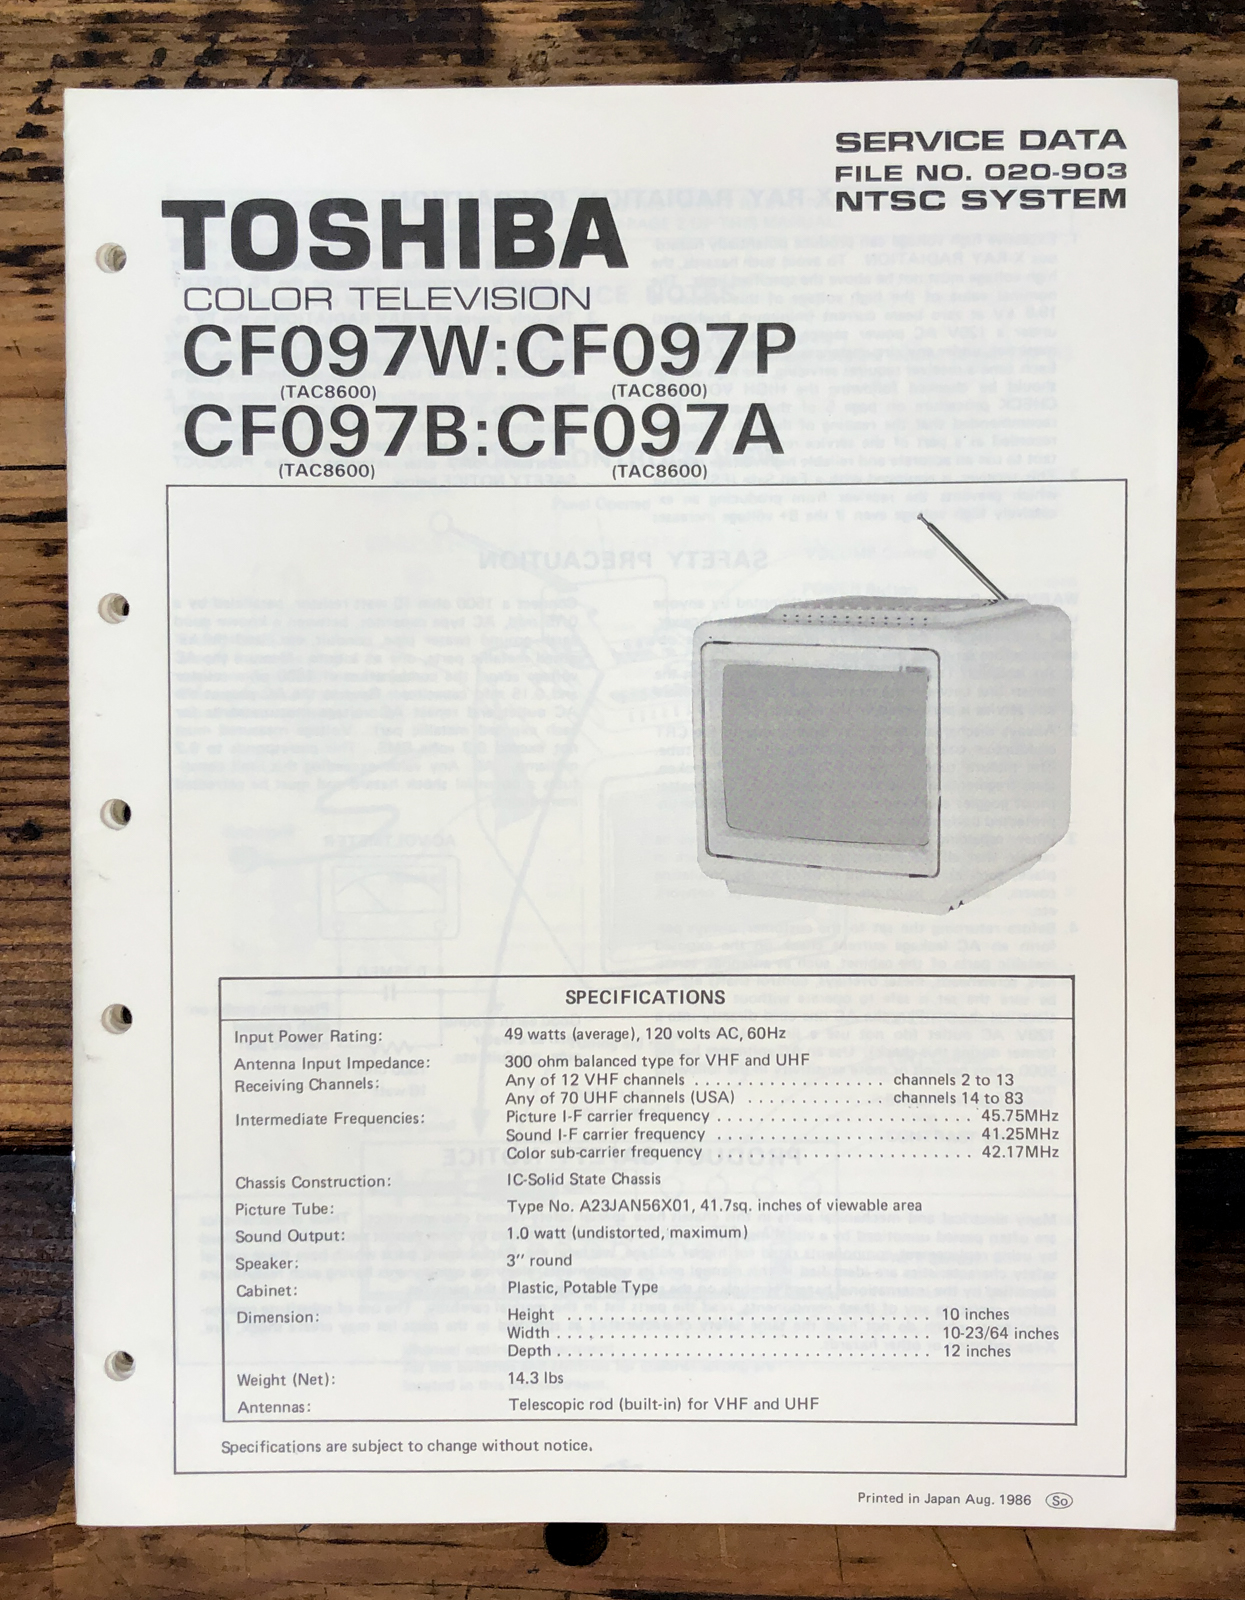 SERVICE DATA
FILE NO. 020-903
NTSC SYSTEM
TOSHIBA
COLOR TELEVISION
CF097W:CF097P
(TAC8600) (TAC8600)
CF097B:CF097A
(TAC8600) (TAC8600)
SPECIFICATIONS
Input Power Rating: 49 watts (average), 120 volts AC, 60Hz
Antenna Input Impedance: 300 ohm balanced type for VHF and UHF
Receiving Channels: Any of 12 VHF channels . . . . . . . . . . . . . . . . . . channels 2 to 13
Any of 70 UHF channels (USA) . . . . . . . . . . . . . channels 14 to 83
Intermediate Frequencies: Picture I-F carrier frequency . . . . . . . . . . . . . . . . . . . . . . . . 45.75MHz
Sound I-F carrier frequency . . . . . . . . . . . . . . . . . . . . . . . . 41.25MHz
Color sub-carrier frequency . . . . . . . . . . . . . . . . . . . . . . . . 42.17MHz
Chassis Construction: IC-Solid State Chassis
Picture Tube: Type No. A23JAN56X01, 41.7sq. inches of viewable area
Sound Output: 1.0 watt (undistorted, maximum)
Speaker: 3" round
Cabinet: Plastic, Potable Type
Dimension: Height . . . . . . . . . . . . . . . . . . . . . . . . . . . . . . . . . . 10 inches
Width . . . . . . . . . . . . . . . . . . . . . . . . . . . . . . . . . . . 10-23/64 inches
Depth . . . . . . . . . . . . . . . . . . . . . . . . . . . . . . . . . . . 12 inches
Weight (Net): 14.3 lbs
Antennas: Telescopic rod (built-in) for VHF and UHF
Specifications are subject to change without notice.
Printed in Japan Aug. 1986 So